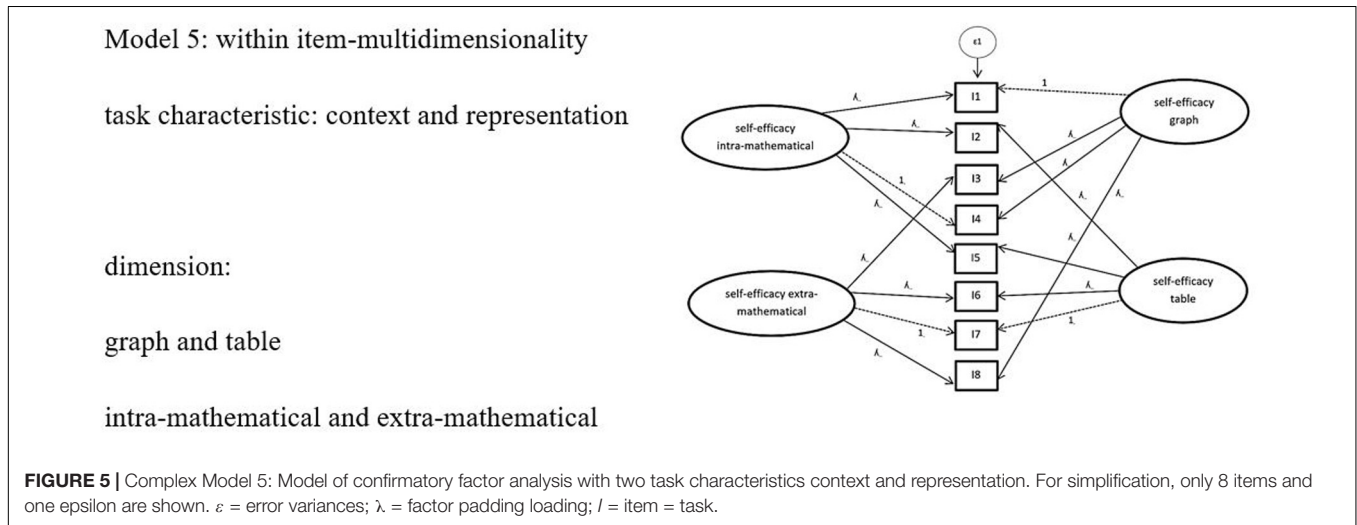 Model 5: within item-multidimensionality
task characteristic: context and representation
dimension:
graph and table
intra-mathematical and extra-mathematical
ε1
I1
I2
I3
I4
I5
I6
I7
I8
self-efficacy
intra-mathematical
self-efficacy extra-
mathematical
self-efficacy
graph
self-efficacy
table
λ.
λ.
1.
λ.
λ.
λ.
1.
λ.
1
λ.
λ.
λ.
λ.
λ.
1.
FIGURE 5 | Complex Model 5: Model of confirmatory factor analysis with two task characteristics context and representation. For simplification, only 8 items and
one epsilon are shown. ε = error variances; λ = factor padding loading; I = item = task.